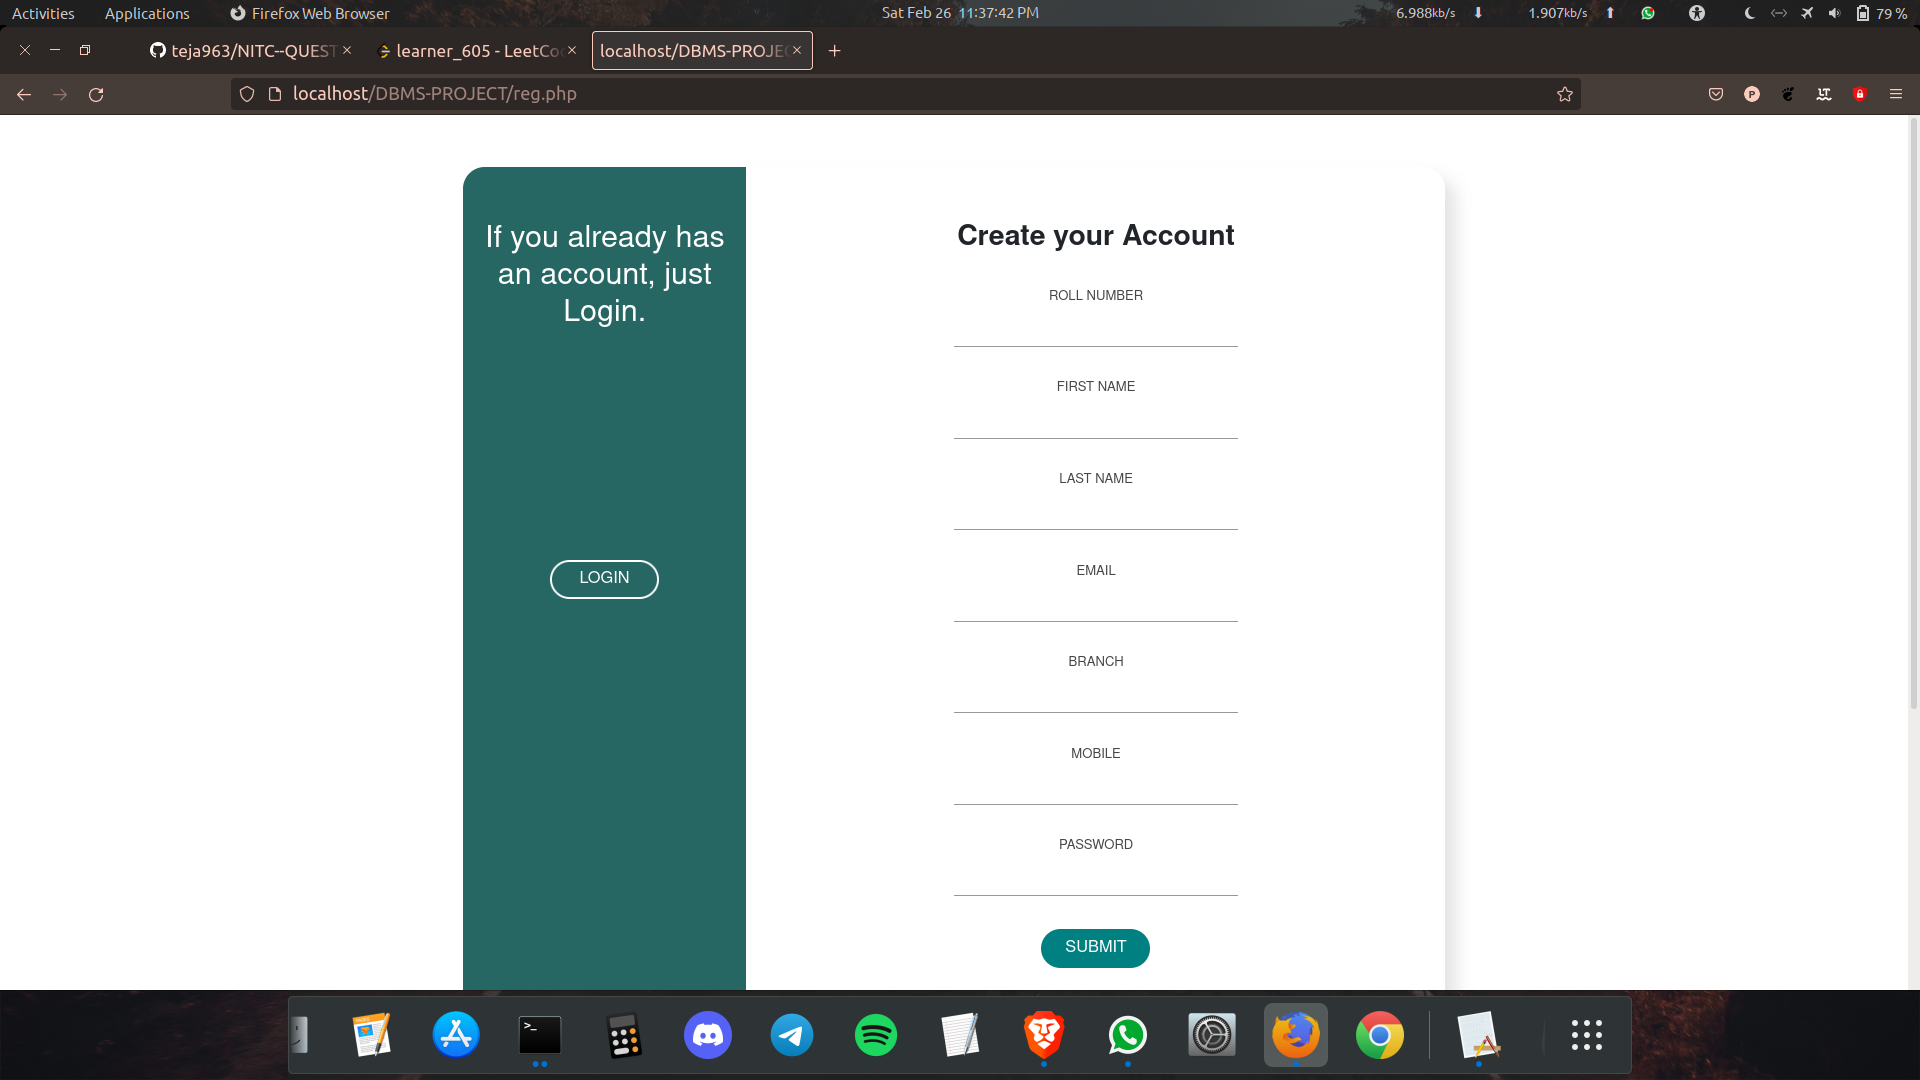 Activities Applications Firefox Web Browser Sat Feb 26 11:37:42 PM 6.988kb/s 1.907kb/s 79 %
teja963/NITC--QUEST learner_605 - LeetCo localhost/DBMS-PROJE
localhost/DBMS-PROJECT/reg.php
If you already has
an account, just
Login.
LOGIN
Create your Account
ROLL NUMBER
FIRST NAME
LAST NAME
EMAIL
BRANCH
MOBILE
PASSWORD
SUBMIT